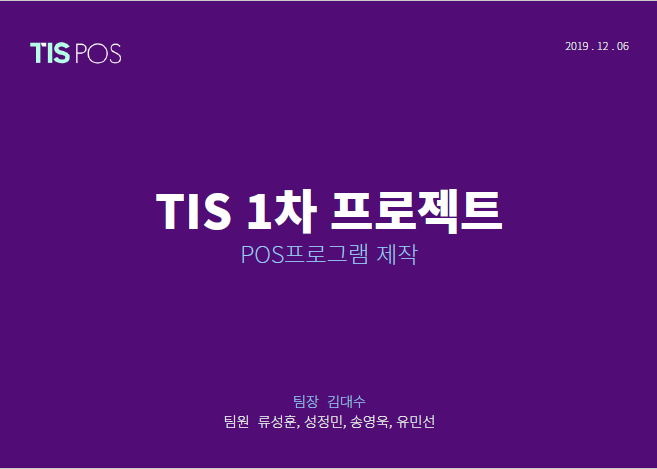 TIS POS
2019 . 12 . 06
TIS 1차 프로젝트
POS프로그램 제작
팀장 김대수
팀원 류성훈, 성정민, 송영욱, 유민선